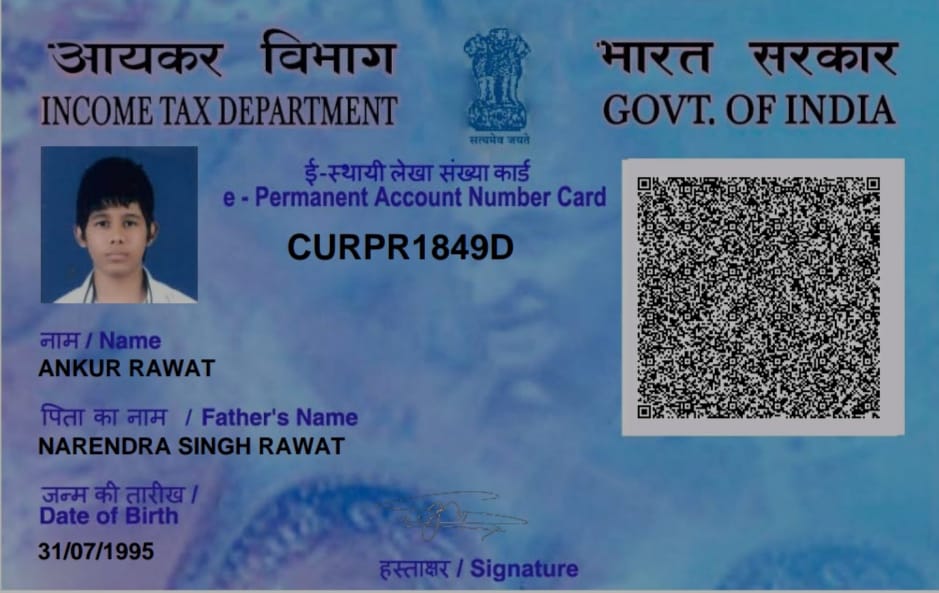 आयकर विभाग
INCOME TAX DEPARTMENT
सत्यमेव जयते
भारत सरकार
GOVT. OF INDIA
ई-स्थायी लेखा संख्या कार्ड
e - Permanent Account Number Card
CURPR1849D
नाम / Name
ANKUR RAWAT
पिता का नाम / Father's Name
NARENDRA SINGH RAWAT
जन्म की तारीख /
Date of Birth
31/07/1995
हस्ताक्षर / Signature